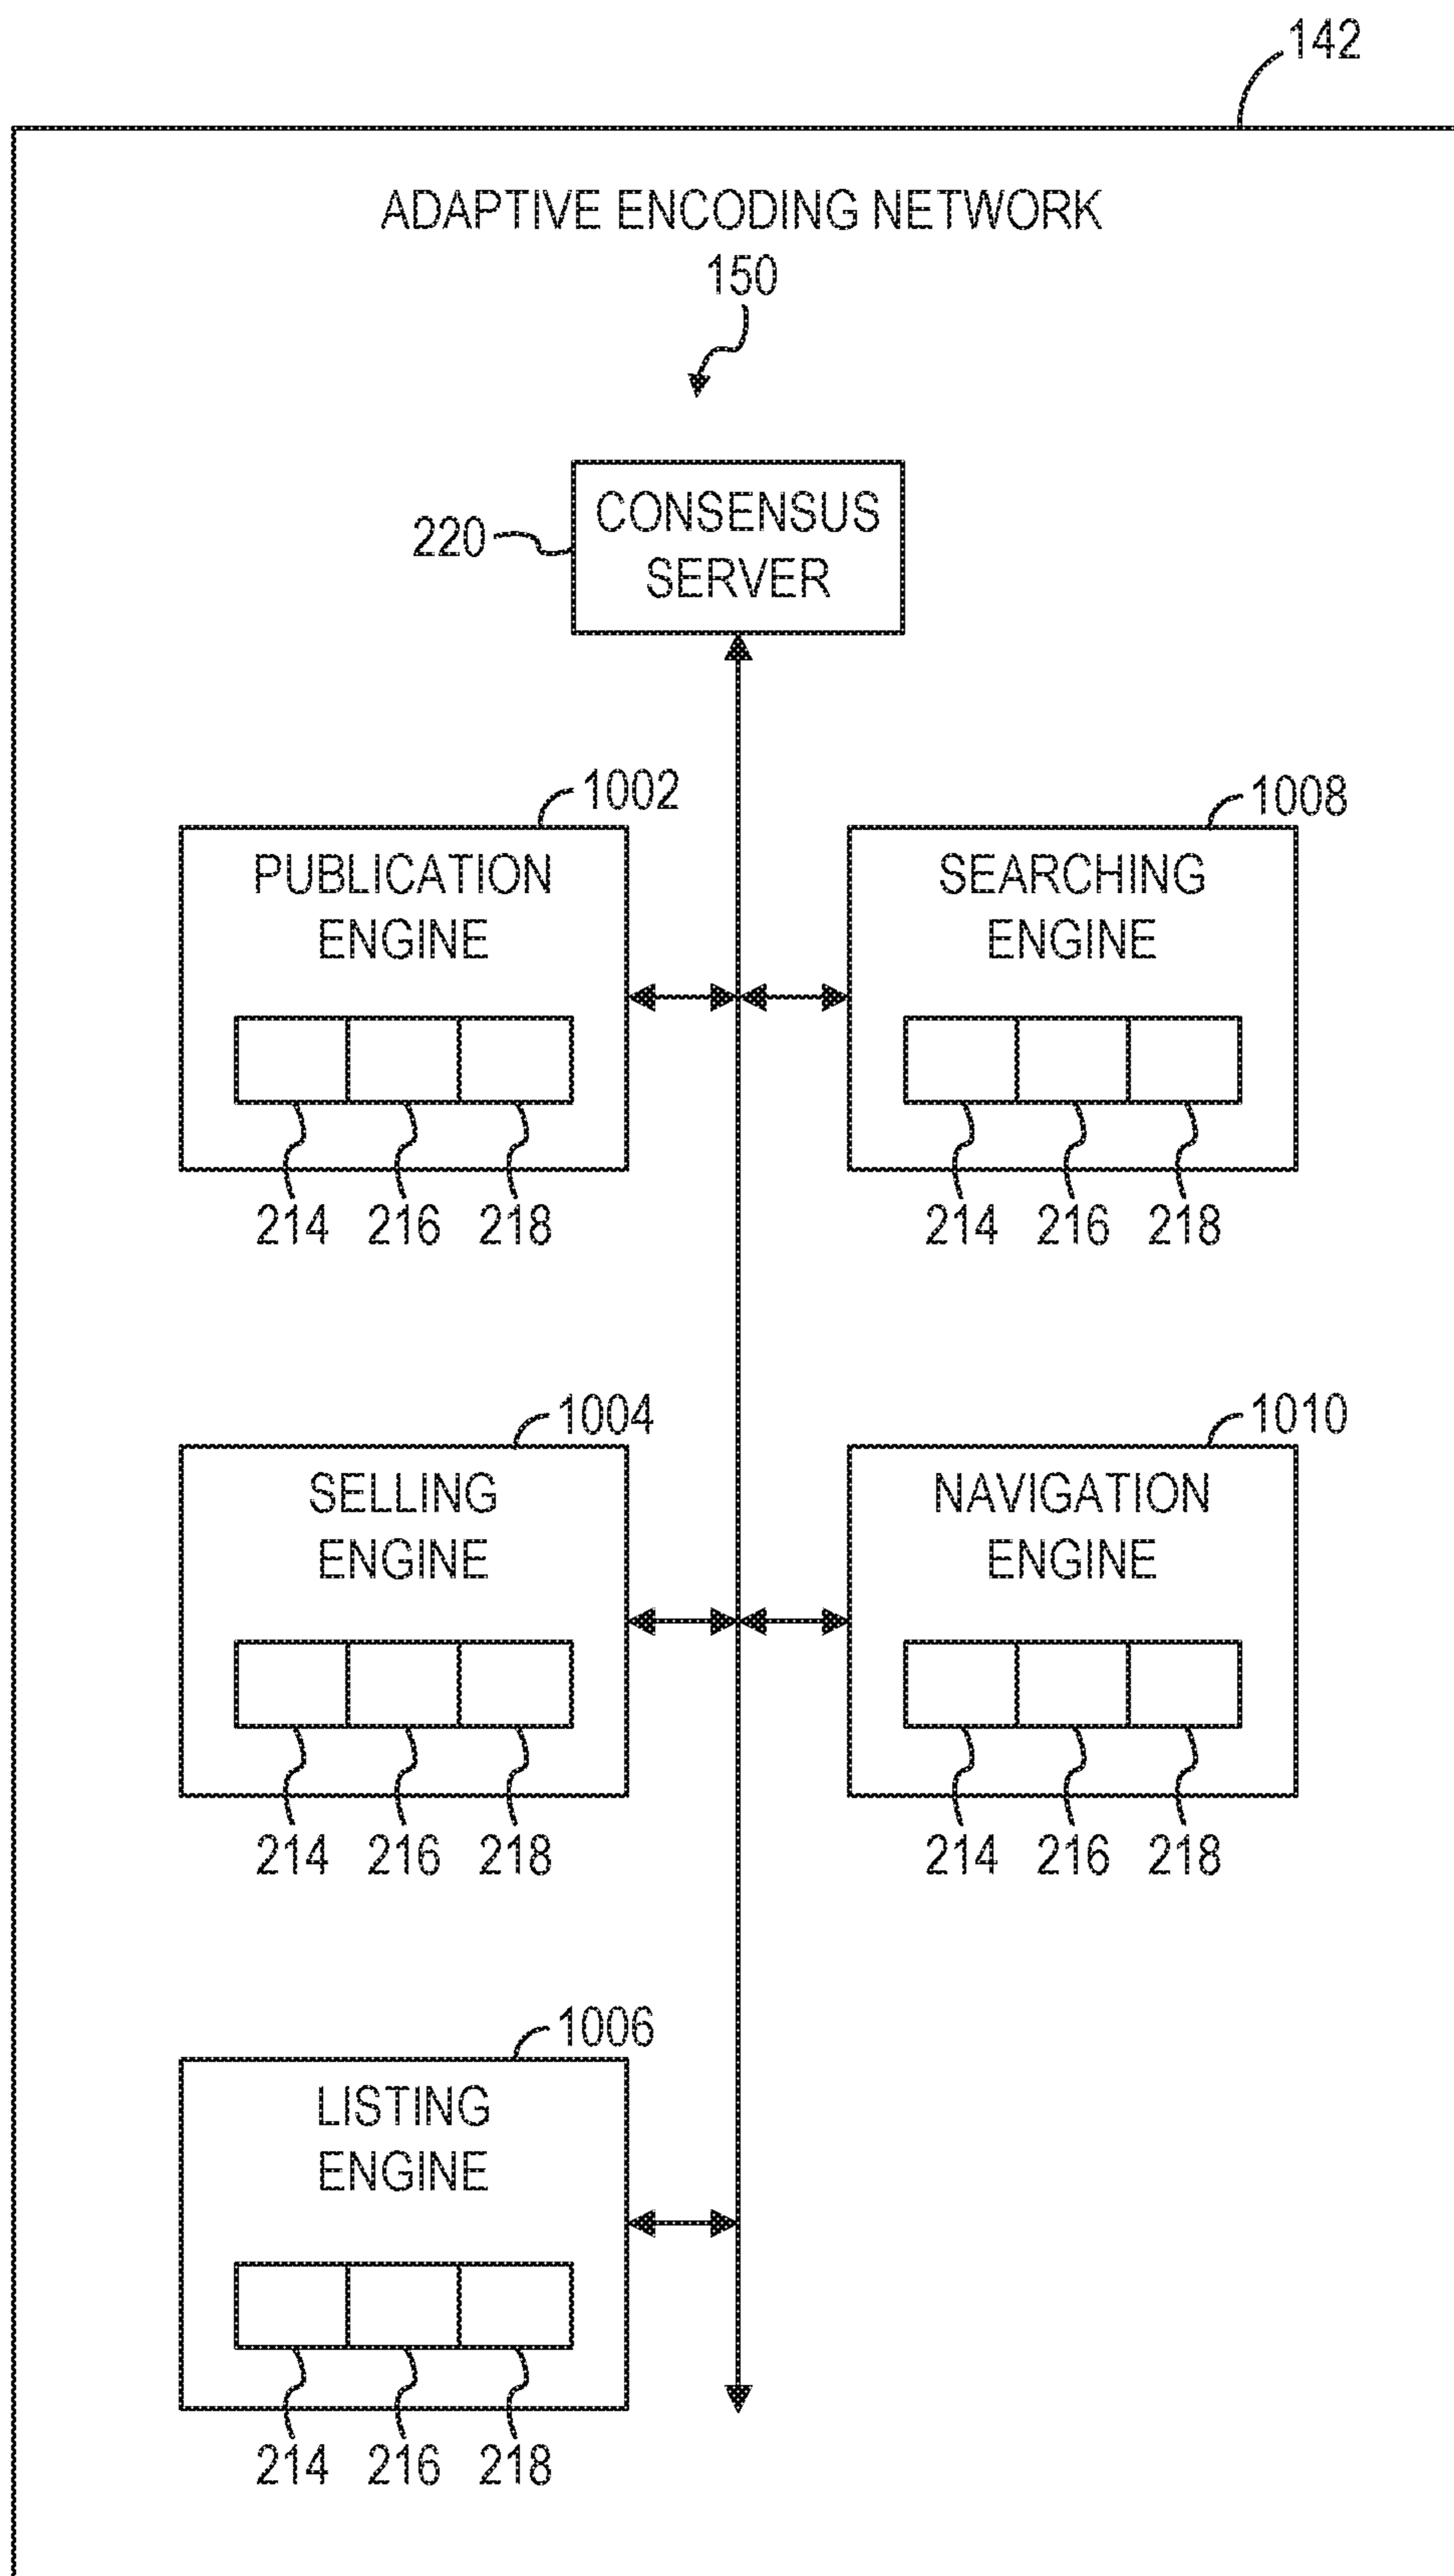 142
ADAPTIVE ENCODING NETWORK
150
220
CONSENSUS
SERVER
1002
PUBLICATION
ENGINE
214 216 218
1008
SEARCHING
ENGINE
214 216 218
1004
SELLING
ENGINE
214 216 218
1010
NAVIGATION
ENGINE
214 216 218
1006
LISTING
ENGINE
214 216 218